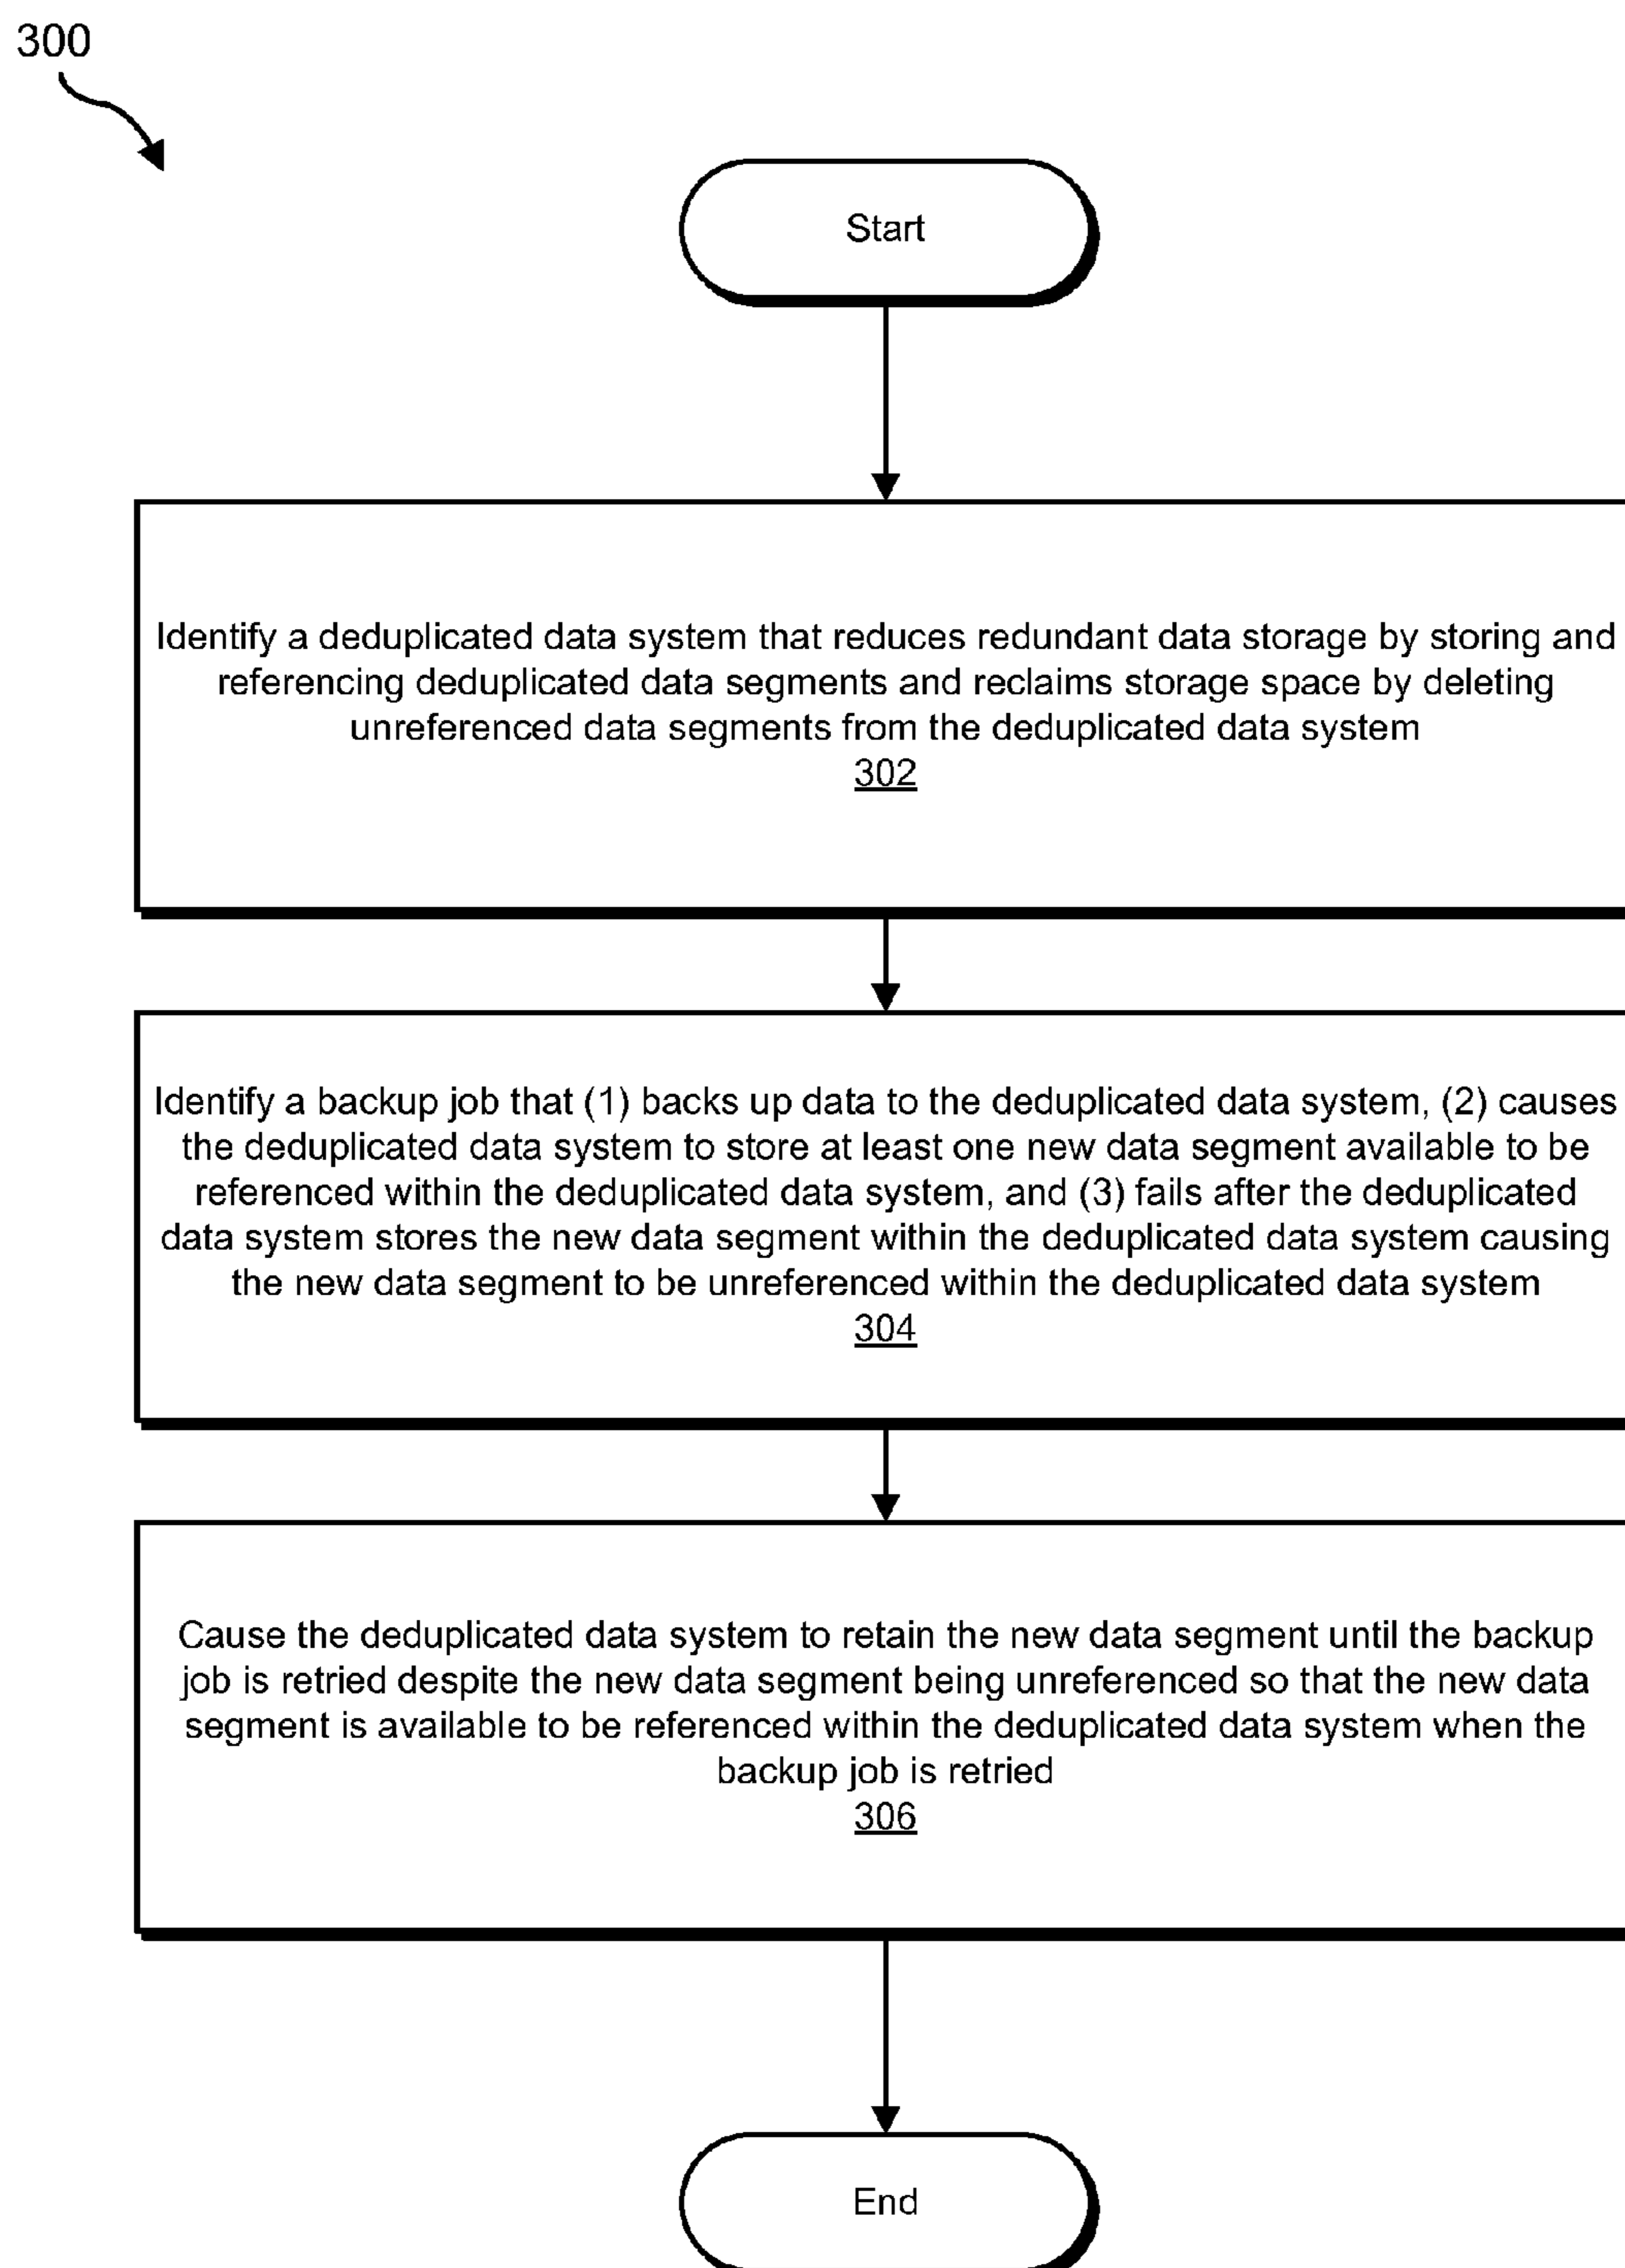 300
Start
Identify a deduplicated data system that reduces redundant data storage by storing and
referencing deduplicated data segments and reclaims storage space by deleting
unreferenced data segments from the deduplicated data system
302
Identify a backup job that (1) backs up data to the deduplicated data system, (2) causes
the deduplicated data system to store at least one new data segment available to be
referenced within the deduplicated data system, and (3) fails after the deduplicated
data system stores the new data segment within the deduplicated data system causing
the new data segment to be unreferenced within the deduplicated data system
304
Cause the deduplicated data system to retain the new data segment until the backup
job is retried despite the new data segment being unreferenced so that the new data
segment is available to be referenced within the deduplicated data system when the
backup job is retried
306
End